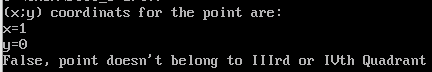 (x;y) coordinats for the point are:
x=1
y=0
False, point doesn't belong to IIIrd or IVth Quadrant